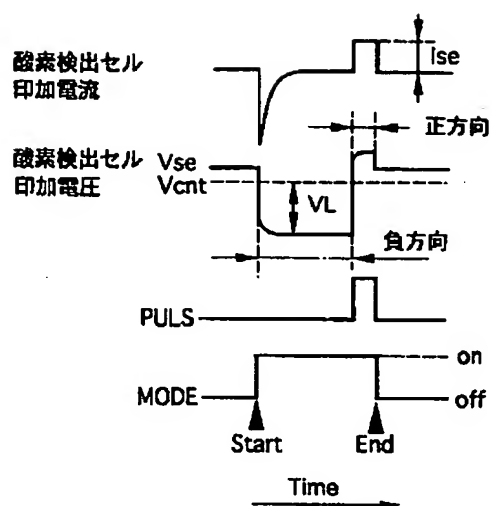 酸素検出セル
印加電流
Ise
正方向
酸素検出セル
印加電圧
Vse
Vcnt
VL
負方向
PULS
on
MODE
off
Start
End
Time